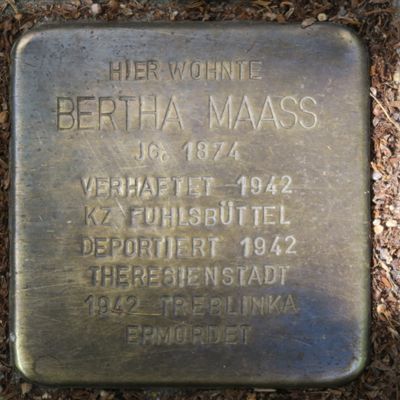 HIER WOHNTE
BERTHA MAASS
JG. 1874
VERHAFTET 1942
KZ FUHLSBÜTTEL
DEPORTIERT 1942
THERESIENSTADT
1942 TREBLINKA
ERMORDET